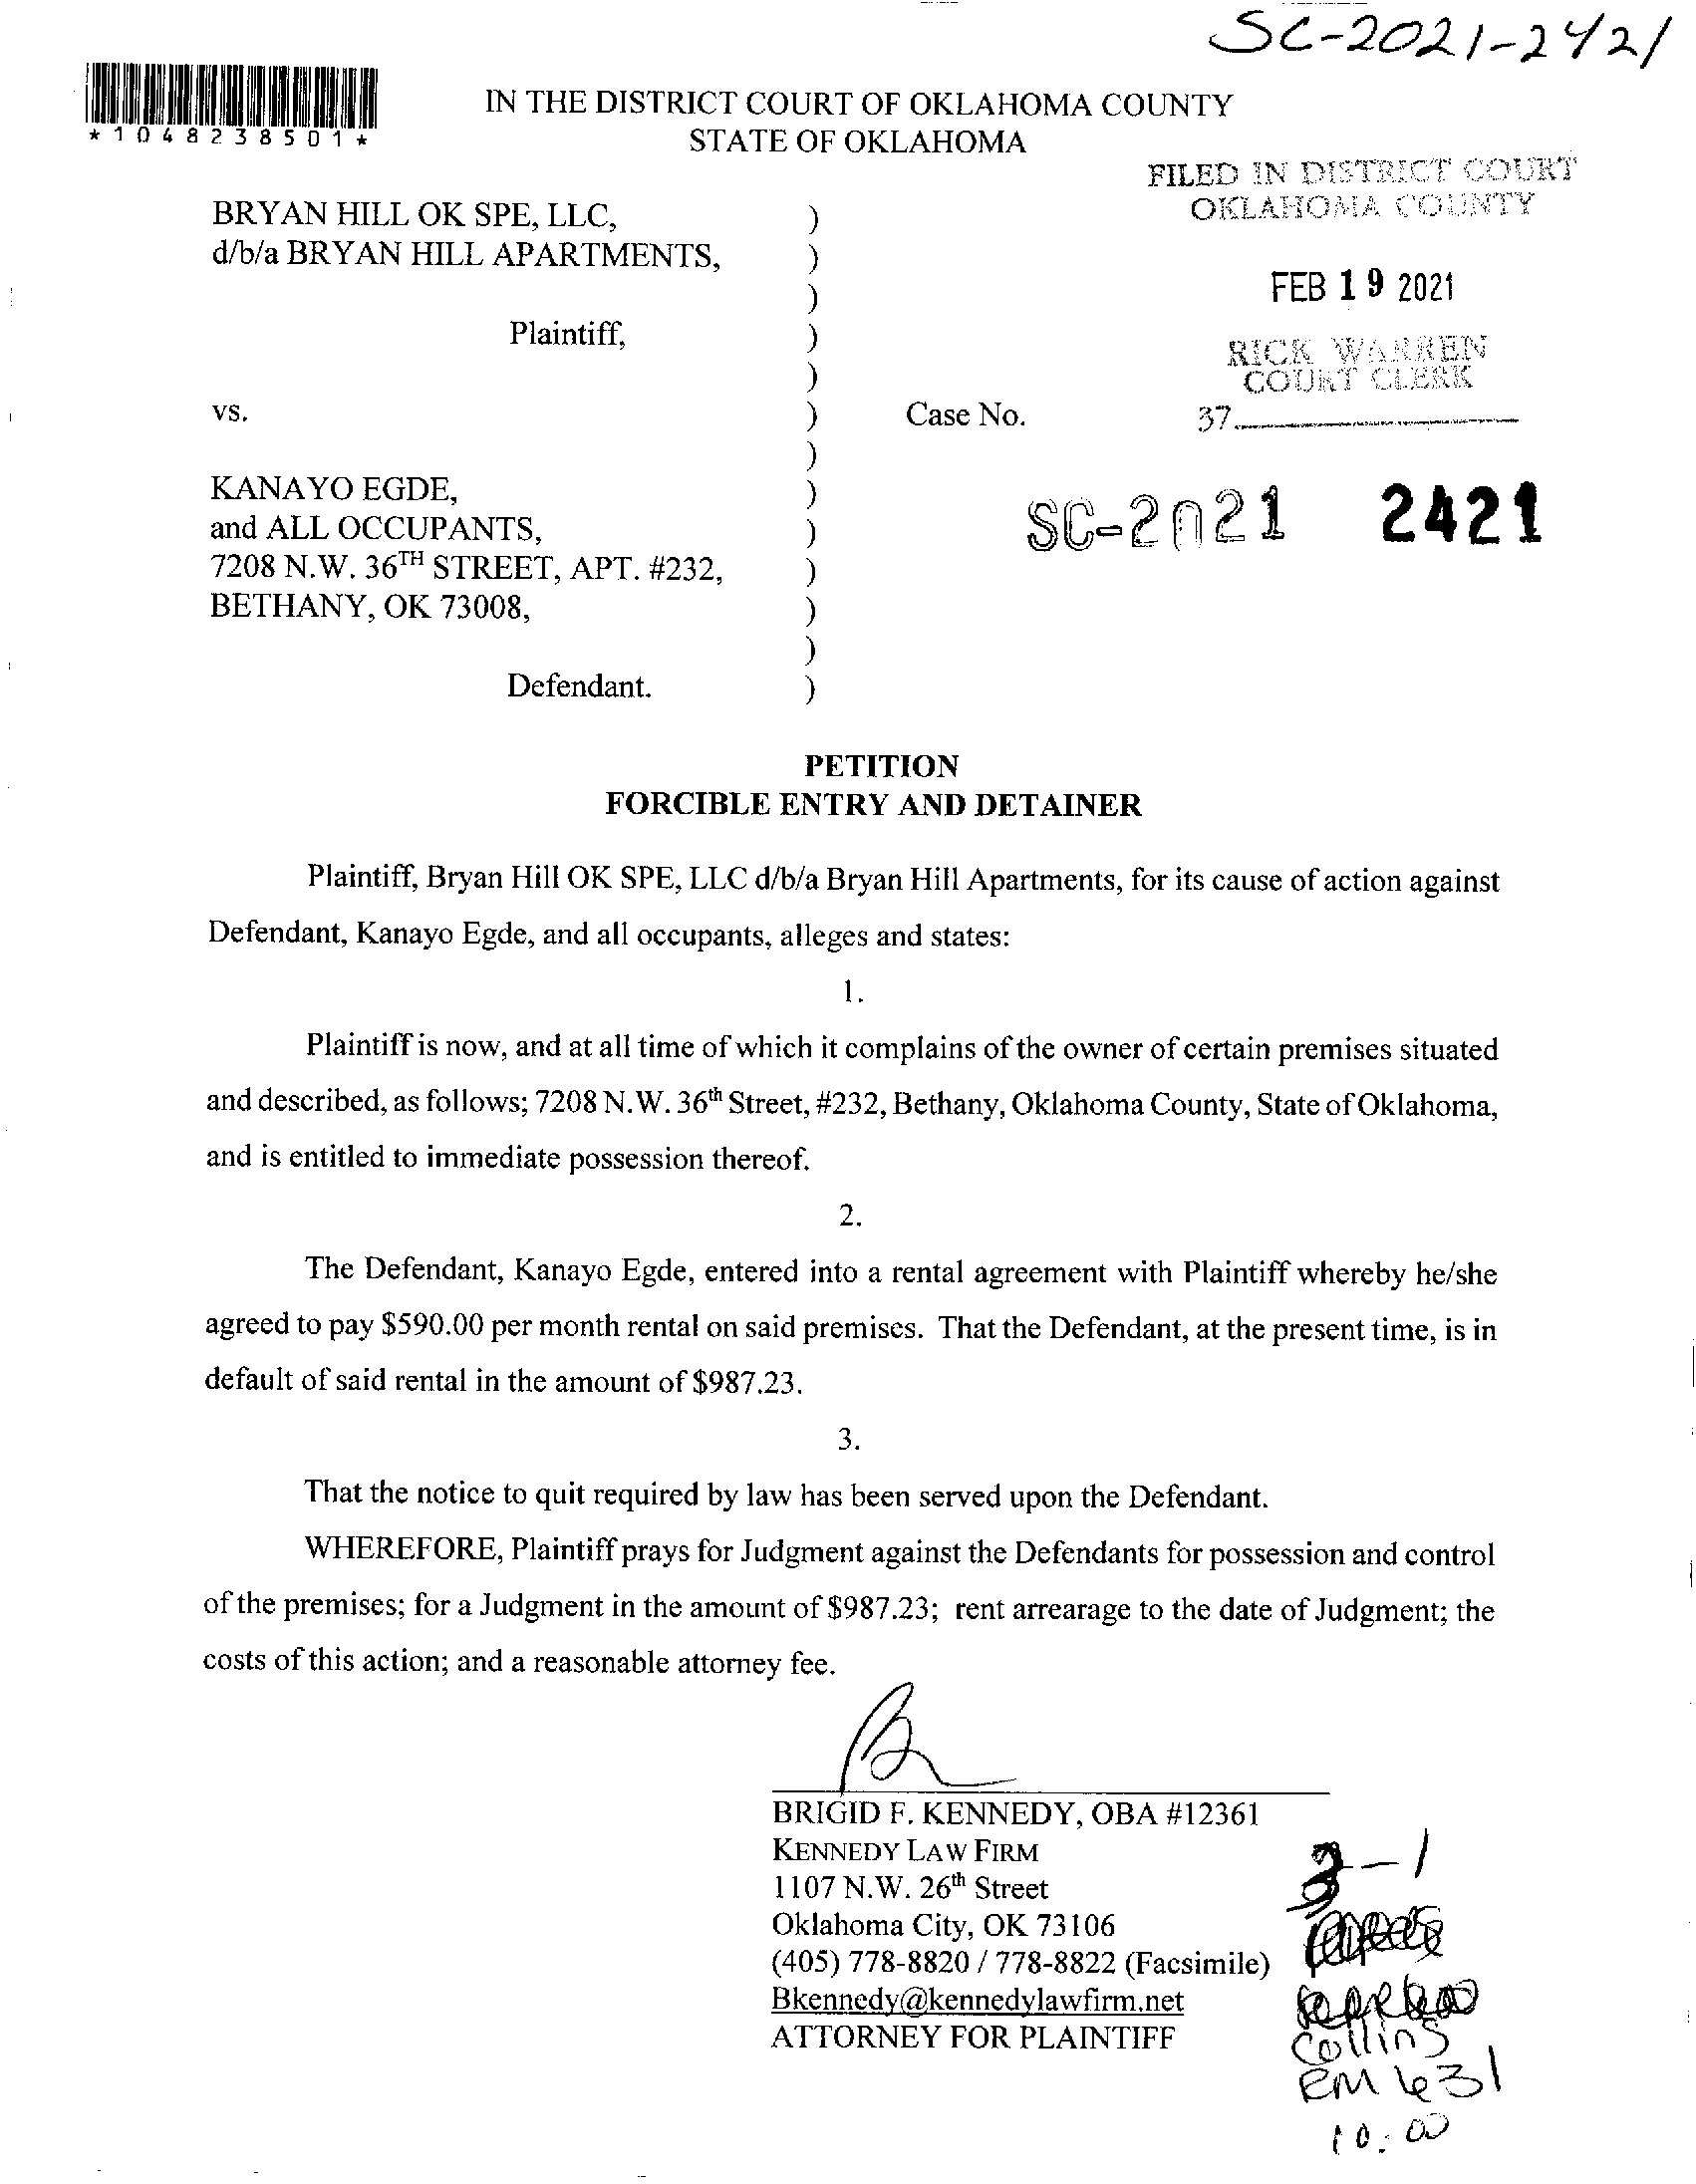 SC-2021-2421
*1048238501*
IN THE DISTRICT COURT OF OKLAHOMA COUNTY
STATE OF OKLAHOMA
FILED IN DISTRICT COURT
OKLAHOMA COUNTY
FEB 19 2021
RICK WARREN
COURT CLERK
37
BRYAN HILL OK SPE, LLC, )
d/b/a BRYAN HILL APARTMENTS, )
)
Plaintiff, )
)
vs. ) Case No.
)
SC-2021 2421
KANAYO EGDE, )
and ALL OCCUPANTS, )
7208 N.W. 36TH STREET, APT. #232, )
BETHANY, OK 73008, )
)
Defendant. )
PETITION
FORCIBLE ENTRY AND DETAINER
Plaintiff, Bryan Hill OK SPE, LLC d/b/a Bryan Hill Apartments, for its cause of action against
Defendant, Kanayo Egde, and all occupants, alleges and states:
1.
Plaintiff is now, and at all time of which it complains of the owner of certain premises situated
and described, as follows; 7208 N.W. 36th Street, #232, Bethany, Oklahoma County, State of Oklahoma,
and is entitled to immediate possession thereof.
2.
The Defendant, Kanayo Egde, entered into a rental agreement with Plaintiff whereby he/she
agreed to pay $590.00 per month rental on said premises. That the Defendant, at the present time, is in
default of said rental in the amount of $987.23.
3.
That the notice to quit required by law has been served upon the Defendant.
WHEREFORE, Plaintiff prays for Judgment against the Defendants for possession and control
of the premises; for a Judgment in the amount of $987.23; rent arrearage to the date of Judgment; the
costs of this action; and a reasonable attorney fee.
BRIGID F. KENNEDY, OBA #12361
KENNEDY LAW FIRM
1107 N.W. 26th Street
Oklahoma City, OK 73106
(405) 778-8820 / 778-8822 (Facsimile)
Bkennedy@kennedylawfirm.net
ATTORNEY FOR PLAINTIFF
3-1
Collins
RM 631
10:00